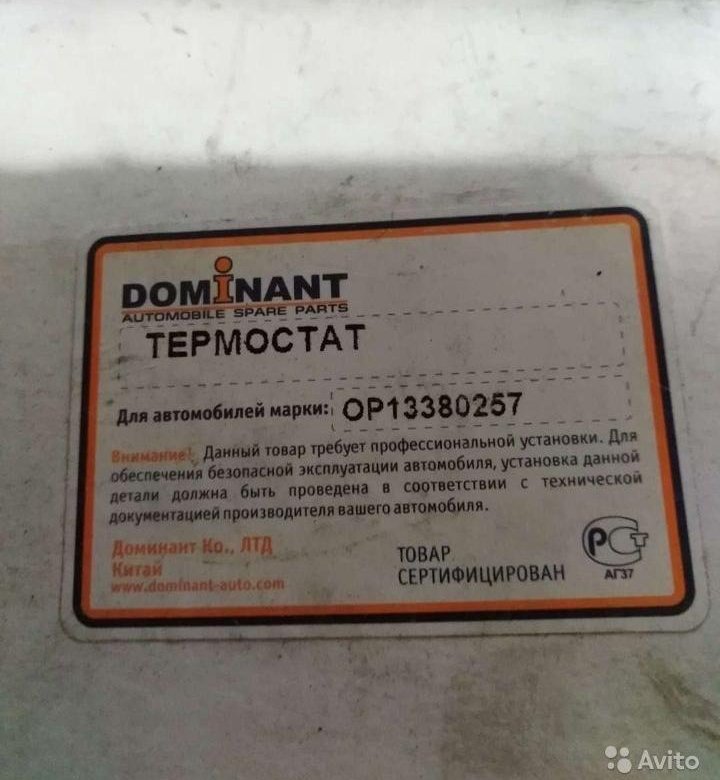 DOMiNANT
AUTOMOBILE SPARE PARTS
ТЕРМОСТАТ
Для автомобилей марки: OP13380257
Внимание! Данный товар требует профессиональной установки. Для
обеспечения безопасной эксплуатации автомобиля, установка данной
детали должна быть проведена в соответствии с технической
документацией производителя вашего автомобиля.
Доминант Ко., ЛТД
Китай
www.dominant-auto.com
ТОВАР
СЕРТИФИЦИРОВАН
РСТ
АГ37
Avito